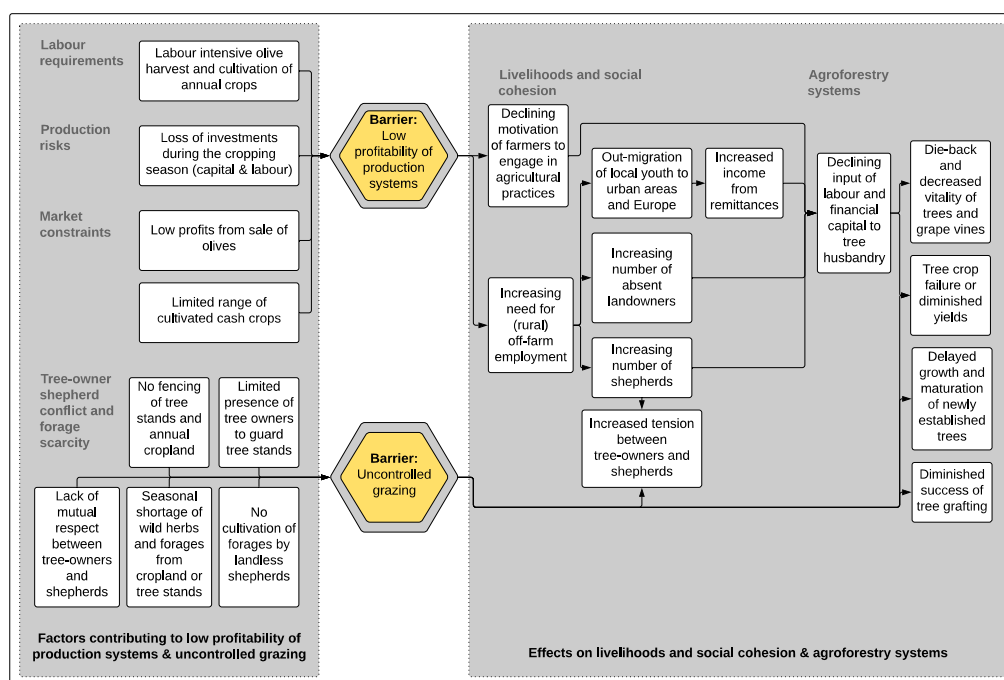 Labour
requirements
Labour intensive olive
harvest and cultivation of
annual crops
Production
risks
Loss of investments
during the cropping
season (capital & labour)
Market
constraints
Low profits from sale of
olives
Limited range of
cultivated cash crops
Tree-owner
shepherd
conflict and
forage
scarcity
No fencing
of tree
stands and
annual
cropland
Limited
presence of
tree owners
to guard
tree stands
Lack of
mutual
respect
between
tree-owners
and
shepherds
Seasonal
shortage of
wild herbs
and forages
from
cropland or
tree stands
No
cultivation of
forages by
landless
shepherds
Factors contributing to low profitability of
production systems & uncontrolled grazing
Barrier:
Low
profitability of
production
systems
Barrier:
Uncontrolled
grazing
Livelihoods and social
cohesion
Declining
motivation
of farmers to
engage in
agricultural
practices
Out-migration
of local youth to
urban areas
and Europe
Increased
income
from
remittances
Increasing
number of
absent
landowners
Increasing
need for
(rural)
off-farm
employment
Increasing
number of
shepherds
Increased tension
between
tree-owners and
shepherds
Agroforestry
systems
Declining
input of
labour and
financial
capital to
tree
husbandry
Die-back
and
decreased
vitality of
trees and
grape vines
Tree crop
failure or
diminished
yields
Delayed
growth and
maturation
of newly
established
trees
Diminished
success of
tree grafting
Effects on livelihoods and social cohesion & agroforestry systems